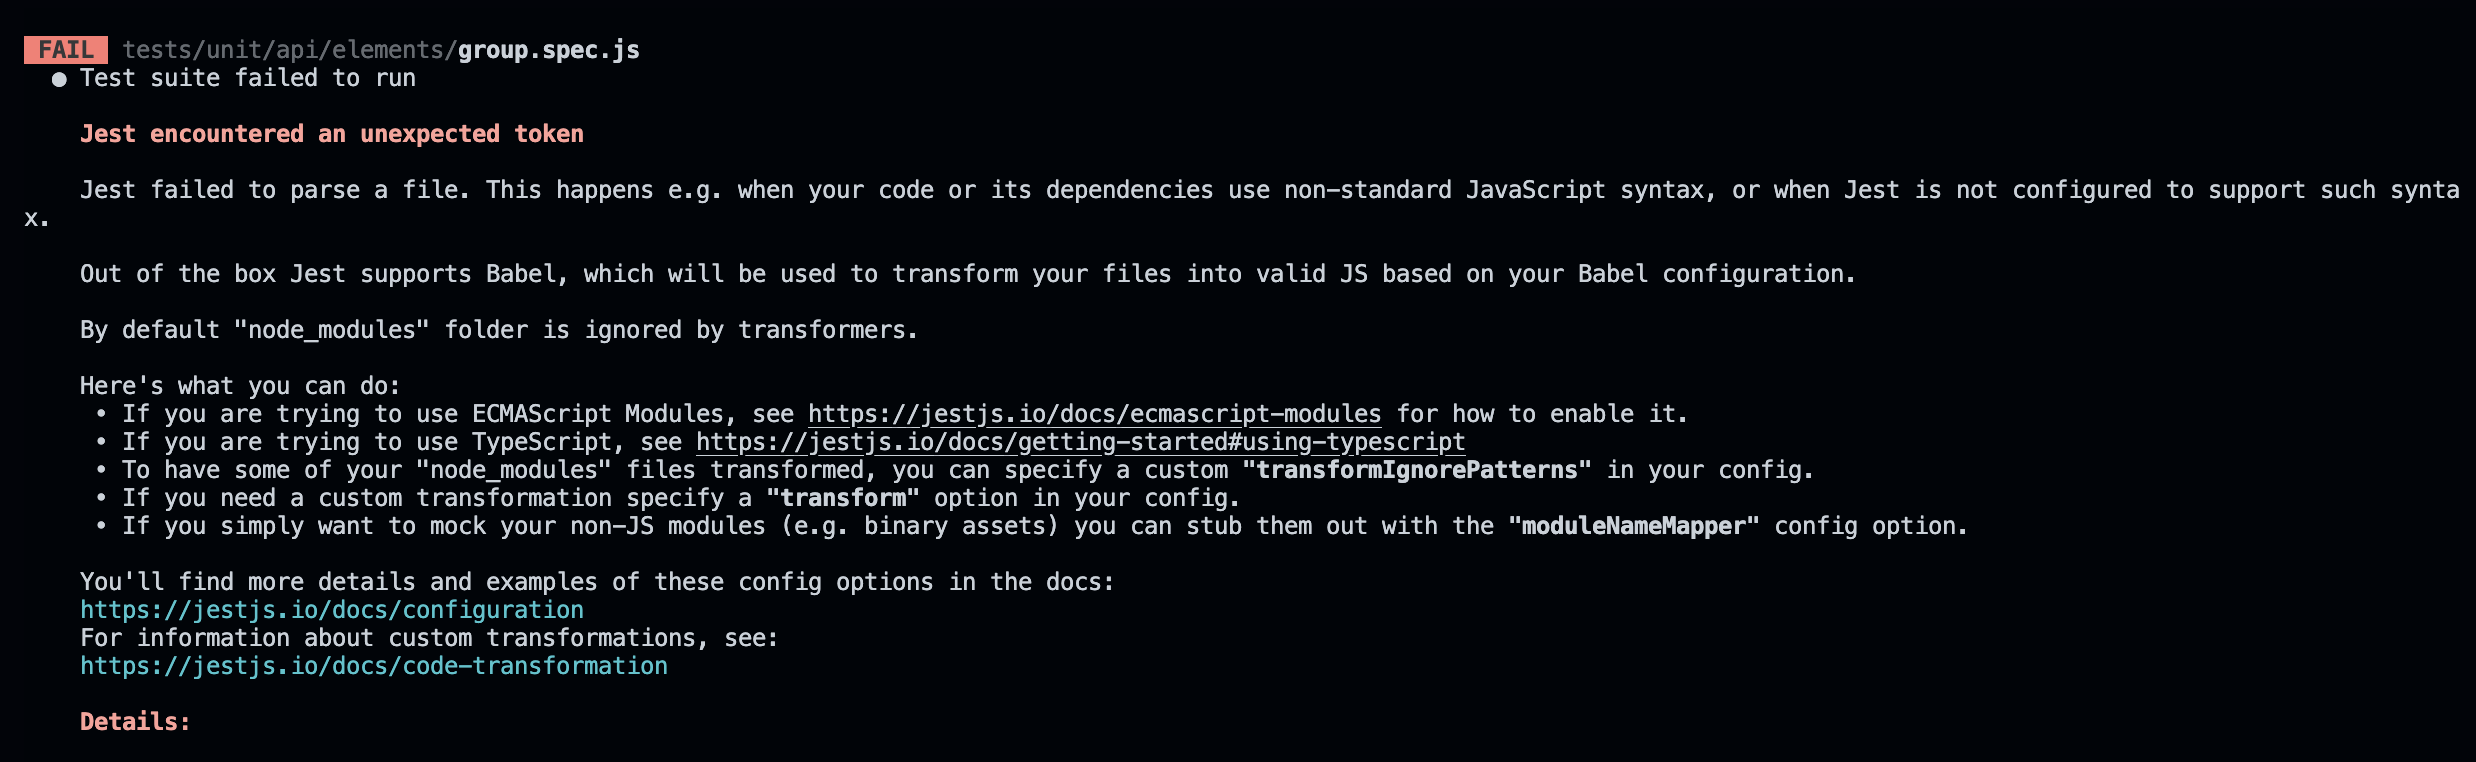 FAIL tests/unit/api/elements/group.spec.js
● Test suite failed to run
Jest encountered an unexpected token
Jest failed to parse a file. This happens e.g. when your code or its dependencies use non-standard JavaScript syntax, or when Jest is not configured to support such synta
x.
Out of the box Jest supports Babel, which will be used to transform your files into valid JS based on your Babel configuration.
By default "node_modules" folder is ignored by transformers.
Here's what you can do:
• If you are trying to use ECMAScript Modules, see https://jestjs.io/docs/ecmascript-modules for how to enable it.
• If you are trying to use TypeScript, see https://jestjs.io/docs/getting-started#using-typescript
• To have some of your "node_modules" files transformed, you can specify a custom "transformIgnorePatterns" in your config.
• If you need a custom transformation specify a "transform" option in your config.
• If you simply want to mock your non-JS modules (e.g. binary assets) you can stub them out with the "moduleNameMapper" config option.
You'll find more details and examples of these config options in the docs:
https://jestjs.io/docs/configuration
For information about custom transformations, see:
https://jestjs.io/docs/code-transformation
Details: